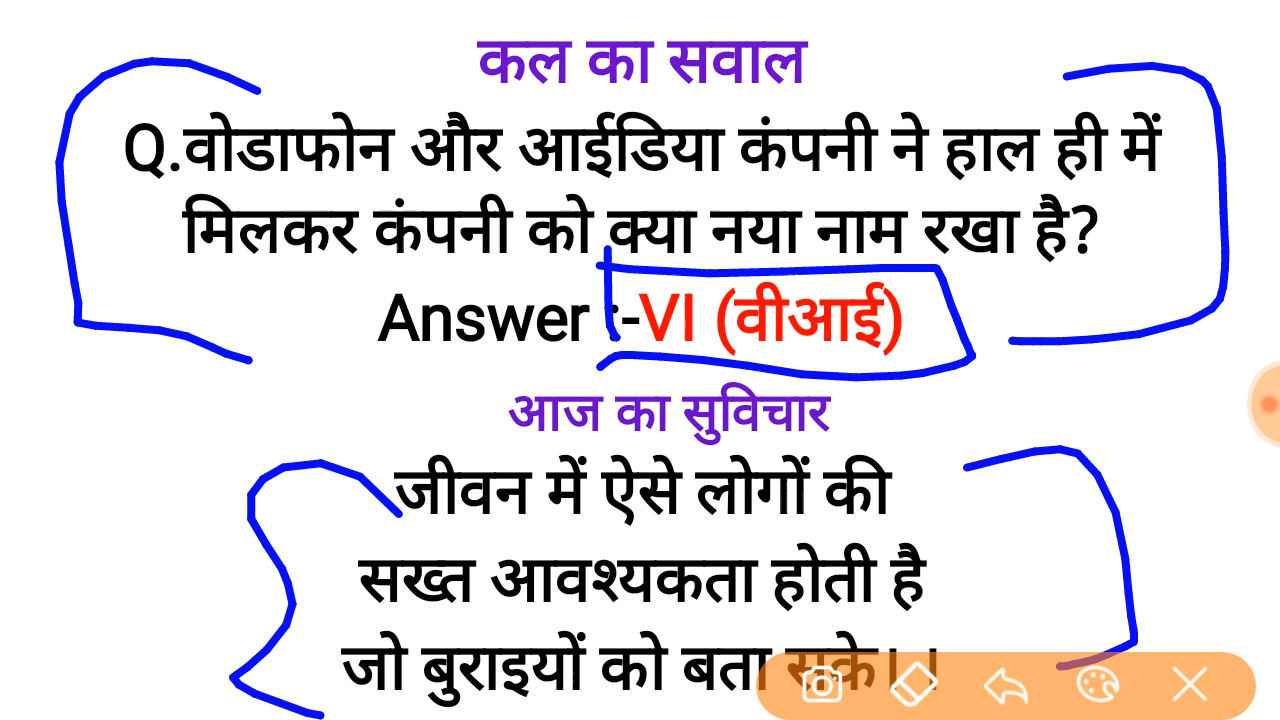 कल का सवाल
Q.वोडाफोन और आईडिया कंपनी ने हाल ही में
मिलकर कंपनी को क्या नया नाम रखा है?
Answer :-VI (वीआई)
आज का सुविचार
जीवन में ऐसे लोगों की
सख्त आवश्यकता होती है
जो बुराइयों को बता सके।।